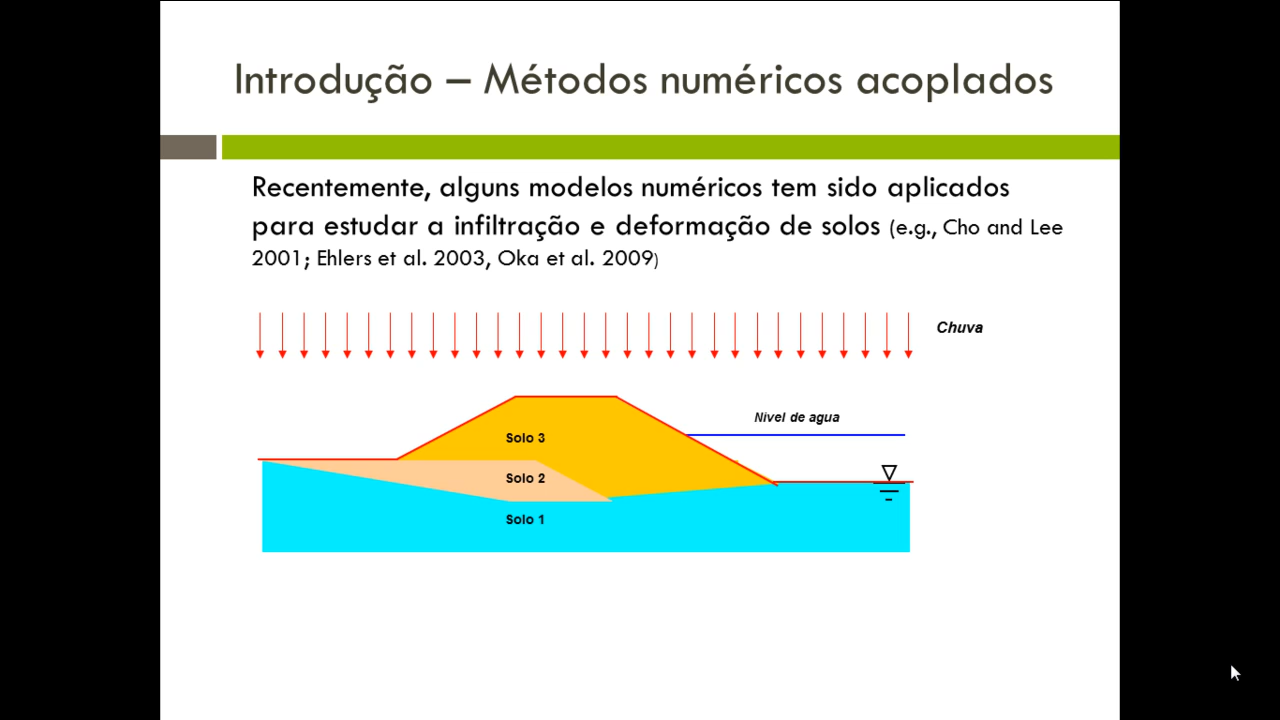 Introdução – Métodos numéricos acoplados
Recentemente, alguns modelos numéricos tem sido aplicados
para estudar a infiltração e deformação de solos (e.g., Cho and Lee
2001; Ehlers et al. 2003, Oka et al. 2009)
Chuva
Nivel de agua
Solo 3
Solo 2
Solo 1